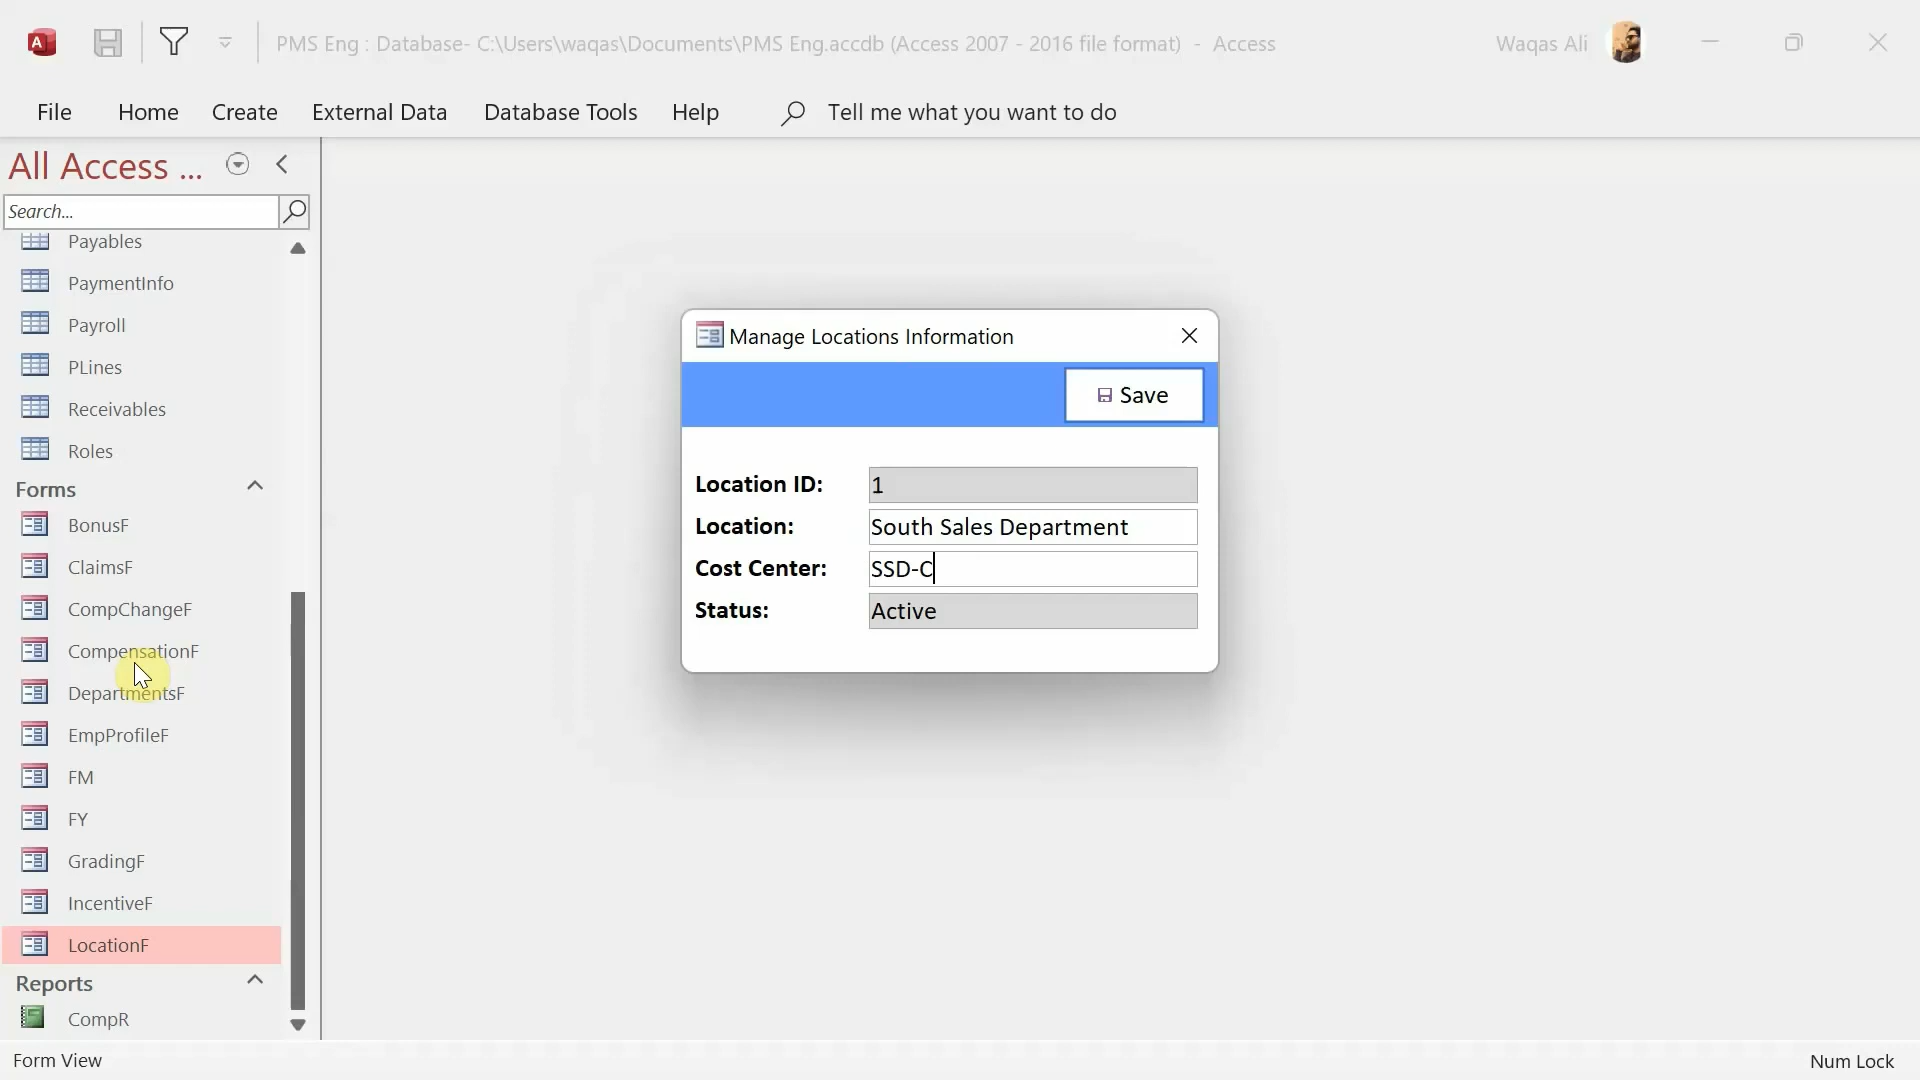 PMS Eng : Database- C:\Users\waqas\Documents\PMS Eng.accdb (Access 2007 - 2016 file format) - Access
Waqas Ali
File Home Create External Data Database Tools Help Tell me what you want to do
All Access ...
Search...
Payables
PaymentInfo
Payroll
PLines
Receivables
Roles
Forms
BonusF
ClaimsF
CompChangeF
CompensationF
DepartmentsF
EmpProfileF
FM
FY
GradingF
IncentiveF
LocationF
Reports
CompR
Manage Locations Information
Save
Location ID: 1
Location: South Sales Department
Cost Center: SSD-C
Status: Active
Form View
Num Lock